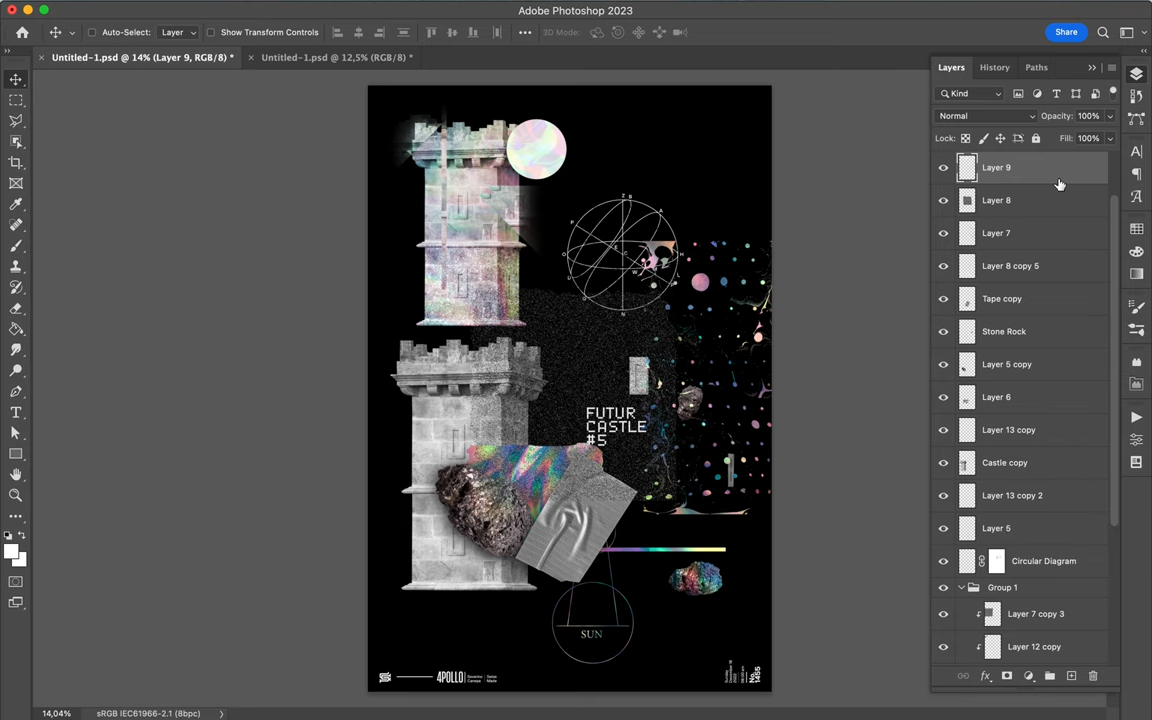 Adobe Photoshop 2023
Auto-Select: Layer Show Transform Controls 3D Mode: Share
Untitled-1.psd @ 14% (Layer 9, RGB/8) * Untitled-1.psd @ 12,5% (RGB/8) *
Layers History Paths
Kind
Normal Opacity: 100%
Lock: Fill: 100%
Layer 9
Layer 8
Layer 7
Layer 8 copy 5
Tape copy
Stone Rock
Layer 5 copy
Layer 6
Layer 13 copy
Castle copy
Layer 13 copy 2
Layer 5
Circular Diagram
Group 1
Layer 7 copy 3
Layer 12 copy
FUTUR
CASTLE
#5
SUN
4POLLO
No. 1455
14,04% sRGB IEC61966-2.1 (8bpc)